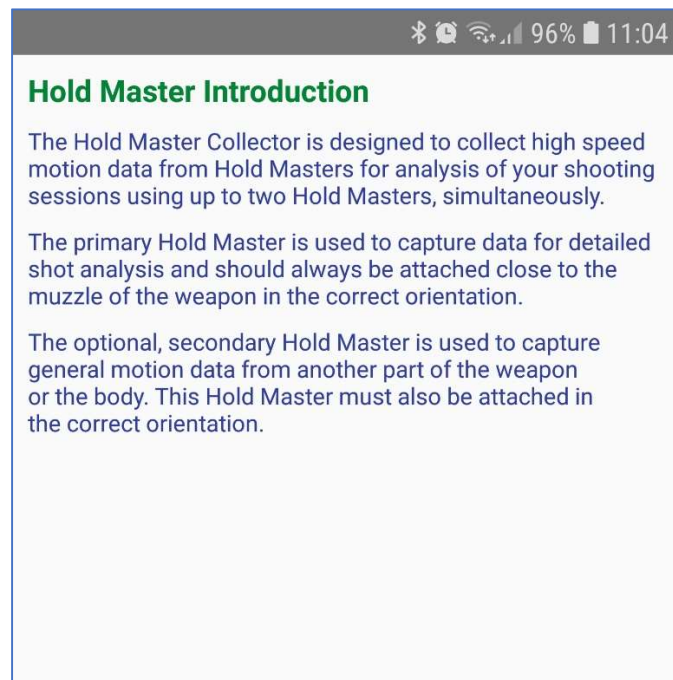 96% 11:04
Hold Master Introduction
The Hold Master Collector is designed to collect high speed
motion data from Hold Masters for analysis of your shooting
sessions using up to two Hold Masters, simultaneously.
The primary Hold Master is used to capture data for detailed
shot analysis and should always be attached close to the
muzzle of the weapon in the correct orientation.
The optional, secondary Hold Master is used to capture
general motion data from another part of the weapon
or the body. This Hold Master must also be attached in
the correct orientation.